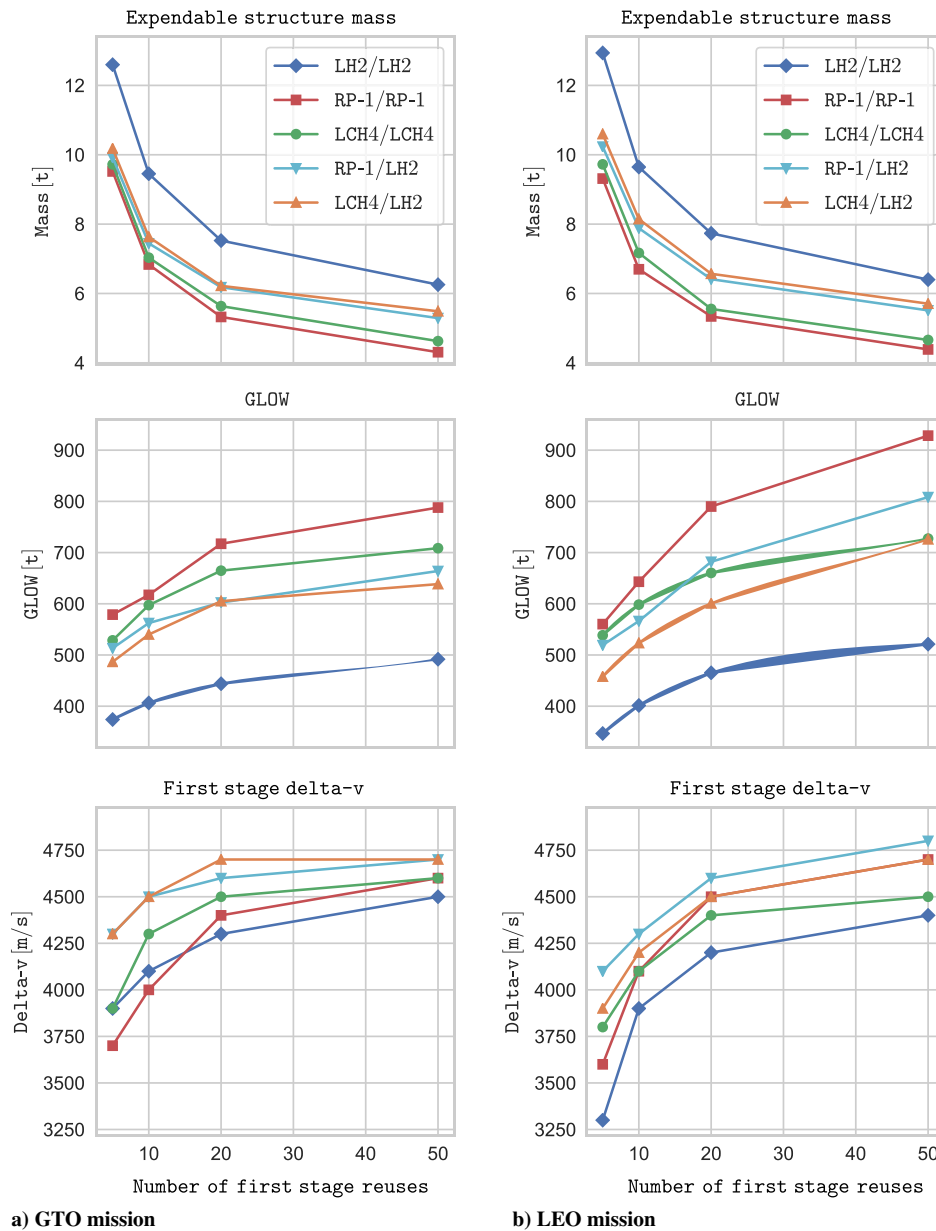 Expendable structure mass
Mass [t]
12
10
8
6
4
LH2/LH2
RP-1/RP-1
LCH4/LCH4
RP-1/LH2
LCH4/LH2
Expendable structure mass
Mass [t]
12
10
8
6
4
LH2/LH2
RP-1/RP-1
LCH4/LCH4
RP-1/LH2
LCH4/LH2
GLOW
GLOW [t]
900
800
700
600
500
400
GLOW
GLOW [t]
900
800
700
600
500
400
First stage delta-v
Delta-v [m/s]
4750
4500
4250
4000
3750
3500
3250
10 20 30 40 50
Number of first stage reuses
First stage delta-v
Delta-v [m/s]
4750
4500
4250
4000
3750
3500
3250
10 20 30 40 50
Number of first stage reuses
a) GTO mission
b) LEO mission